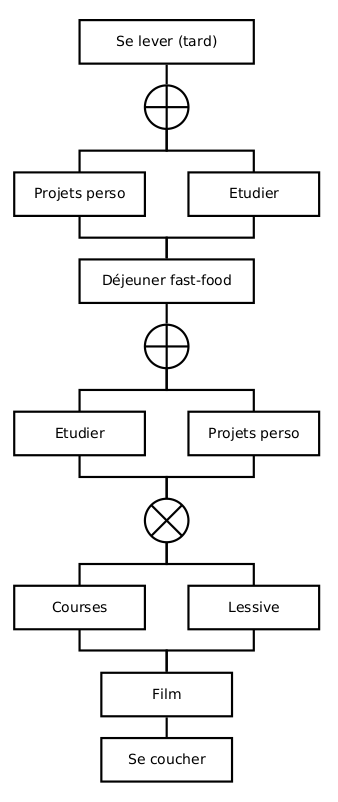 Se lever (tard)
Projets perso
Etudier
Déjeuner fast-food
Etudier
Projets perso
Courses
Lessive
Film
Se coucher